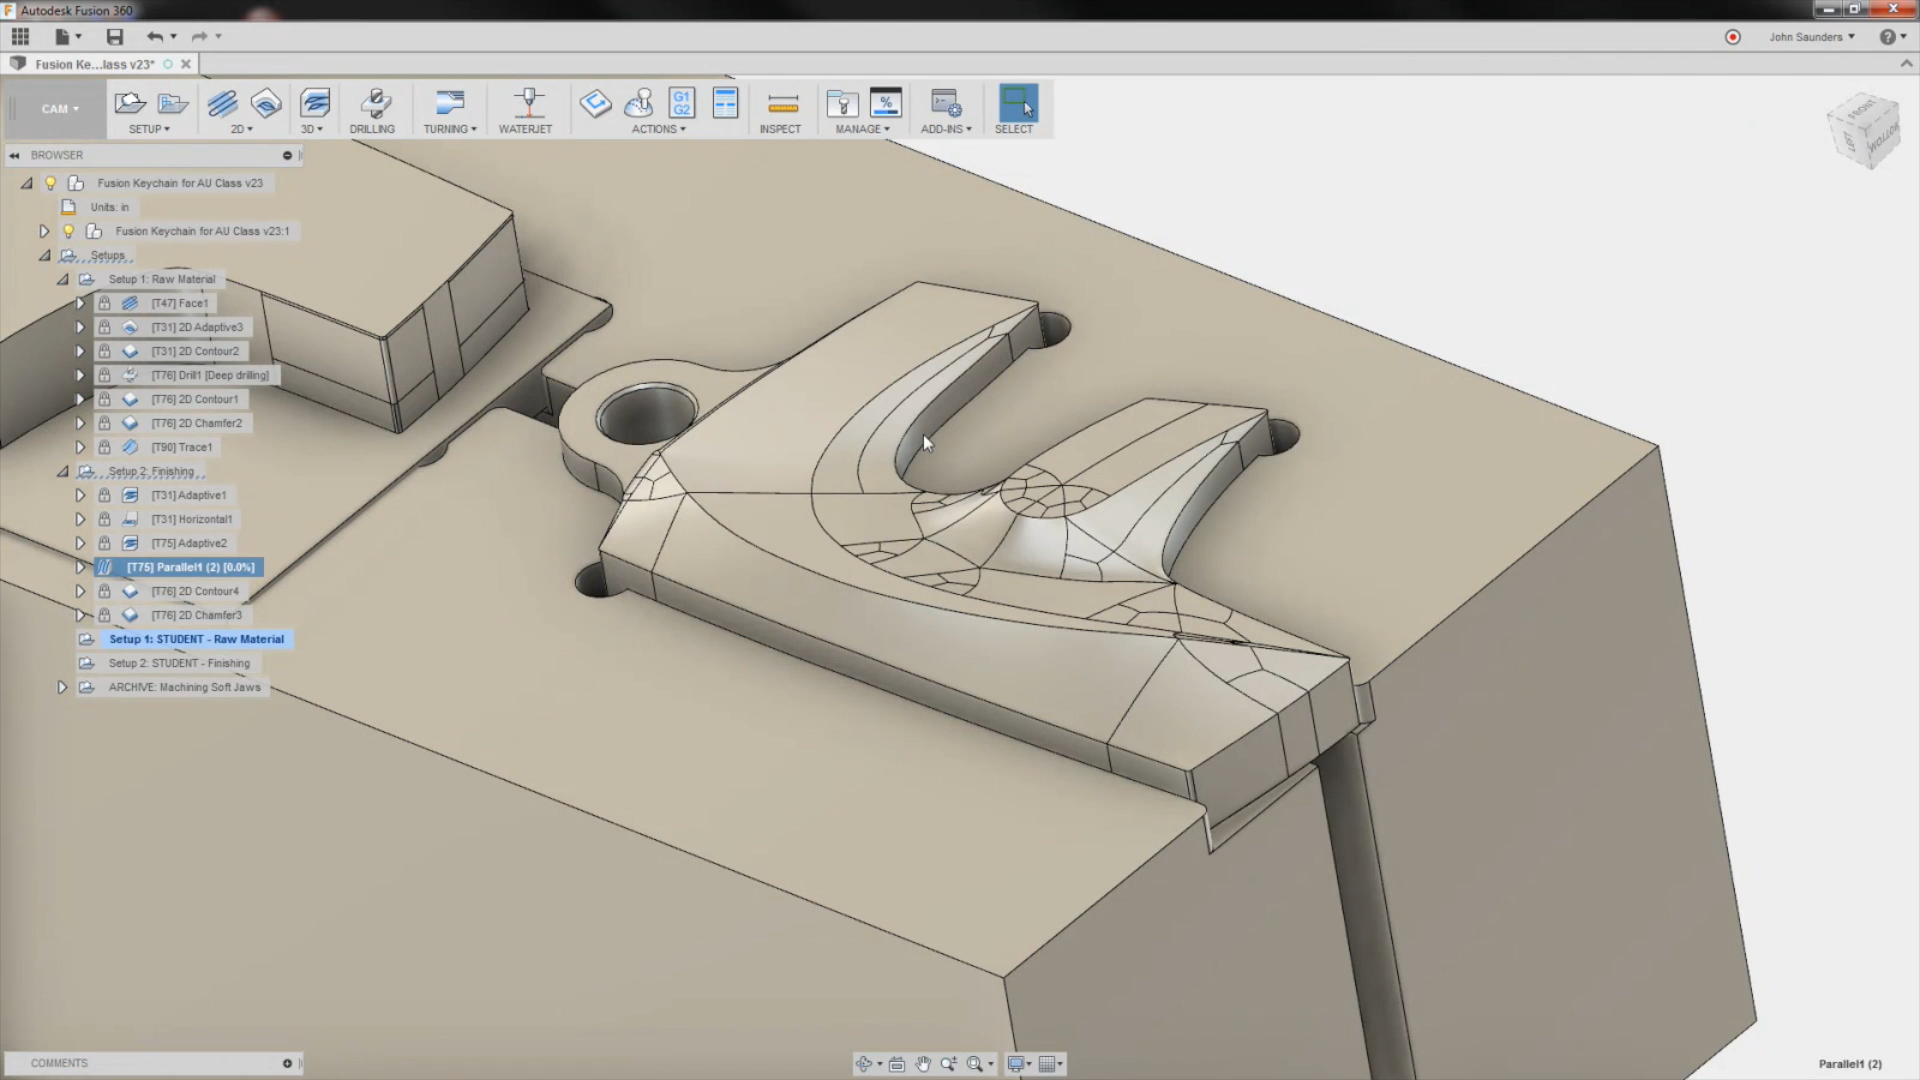 Autodesk Fusion 360
John Saunders
Fusion Ke...lass v23*
CAM
SETUP
2D
3D
DRILLING
TURNING
WATERJET
G1
G2
ACTIONS
INSPECT
%
MANAGE
ADD-INS
SELECT
FRONT
BOTTOM
BROWSER
Fusion Keychain for AU Class v23
Units: in
Fusion Keychain for AU Class v23:1
Setups
Setup 1: Raw Material
[T47] Face1
[T31] 2D Adaptive3
[T31] 2D Contour2
[T76] Drill1 [Deep drilling]
[T76] 2D Contour1
[T76] 2D Chamfer2
[T90] Trace1
Setup 2: Finishing
[T31] Adaptive1
[T31] Horizontal1
[T75] Adaptive2
[T75] Parallel1 (2) [0.0%]
[T76] 2D Contour4
[T76] 2D Chamfer3
Setup 1: STUDENT - Raw Material
Setup 2: STUDENT - Finishing
ARCHIVE: Machining Soft Jaws
COMMENTS
Parallel1 (2)